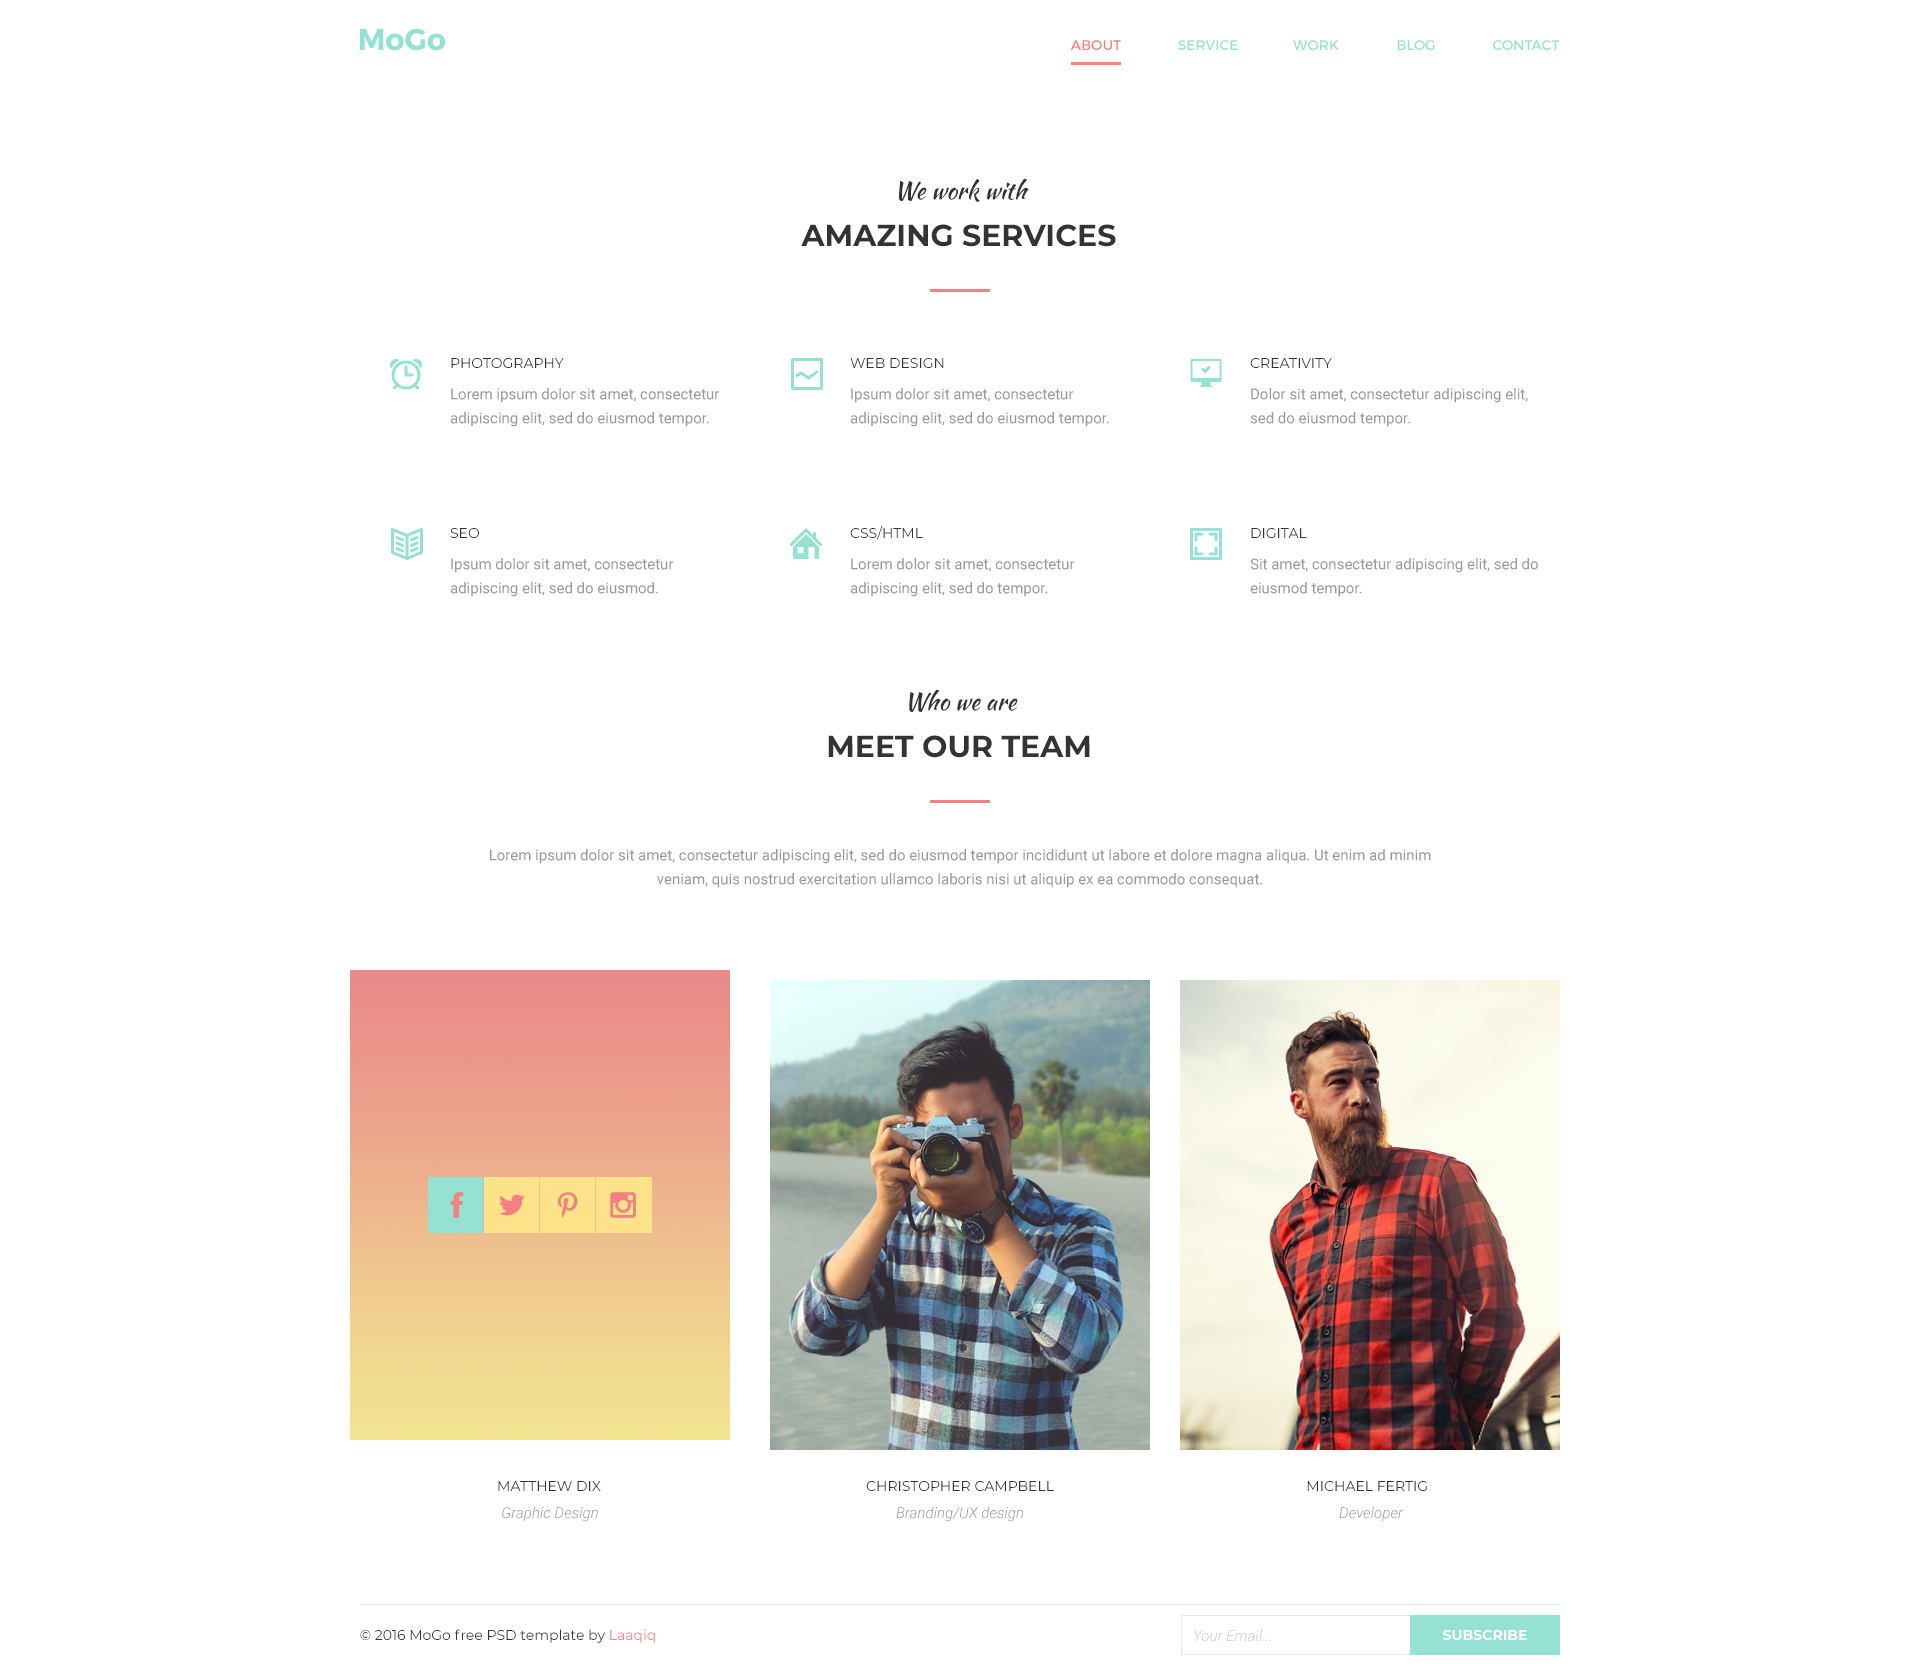 MoGo
ABOUT SERVICE WORK BLOG CONTACT
We work with
AMAZING SERVICES
PHOTOGRAPHY
Lorem ipsum dolor sit amet, consectetur
adipiscing elit, sed do eiusmod tempor.
WEB DESIGN
Ipsum dolor sit amet, consectetur
adipiscing elit, sed do eiusmod tempor.
CREATIVITY
Dolor sit amet, consectetur adipiscing elit,
sed do eiusmod tempor.
SEO
Ipsum dolor sit amet, consectetur
adipiscing elit, sed do eiusmod.
CSS/HTML
Lorem dolor sit amet, consectetur
adipiscing elit, sed do tempor.
DIGITAL
Sit amet, consectetur adipiscing elit, sed do
eiusmod tempor.
Who we are
MEET OUR TEAM
Lorem ipsum dolor sit amet, consectetur adipiscing elit, sed do eiusmod tempor incididunt ut labore et dolore magna aliqua. Ut enim ad minim
veniam, quis nostrud exercitation ullamco laboris nisi ut aliquip ex ea commodo consequat.
Canon
MATTHEW DIX
Graphic Design
CHRISTOPHER CAMPBELL
Branding/UX design
MICHAEL FERTIG
Developer
© 2016 MoGo free PSD template by Laaqiq
Your Email...
SUBSCRIBE